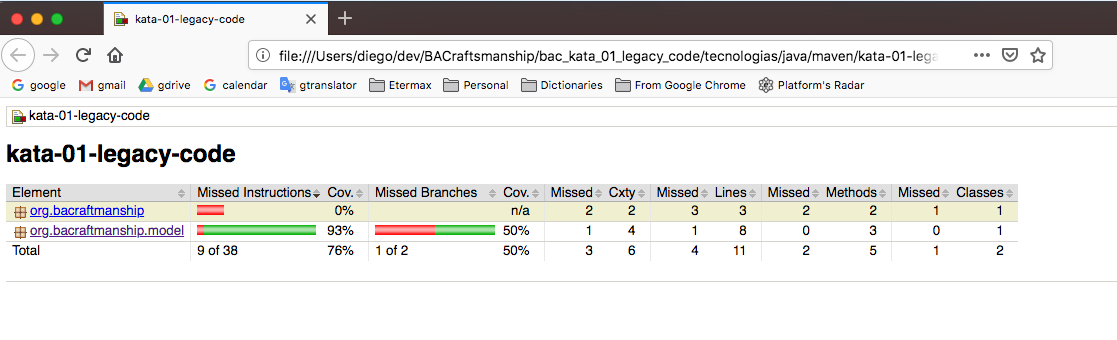 kata-01-legacy-code
file:///Users/diego/dev/BACraftsmanship/bac_kata_01_legacy_code/tecnologias/java/maven/kata-01-lega
google gmail gdrive calendar gtranslator Etermax Personal Dictionaries From Google Chrome Platform's Radar
kata-01-legacy-code
kata-01-legacy-code
Element Missed Instructions Cov. Missed Branches Cov. Missed Cxty Missed Lines Missed Methods Missed Classes
org.bacraftmanship 0% n/a 2 2 3 3 2 2 1 1
org.bacraftmanship.model 93% 50% 1 4 1 8 0 3 0 1
Total 9 of 38 76% 1 of 2 50% 3 6 4 11 2 5 1 2